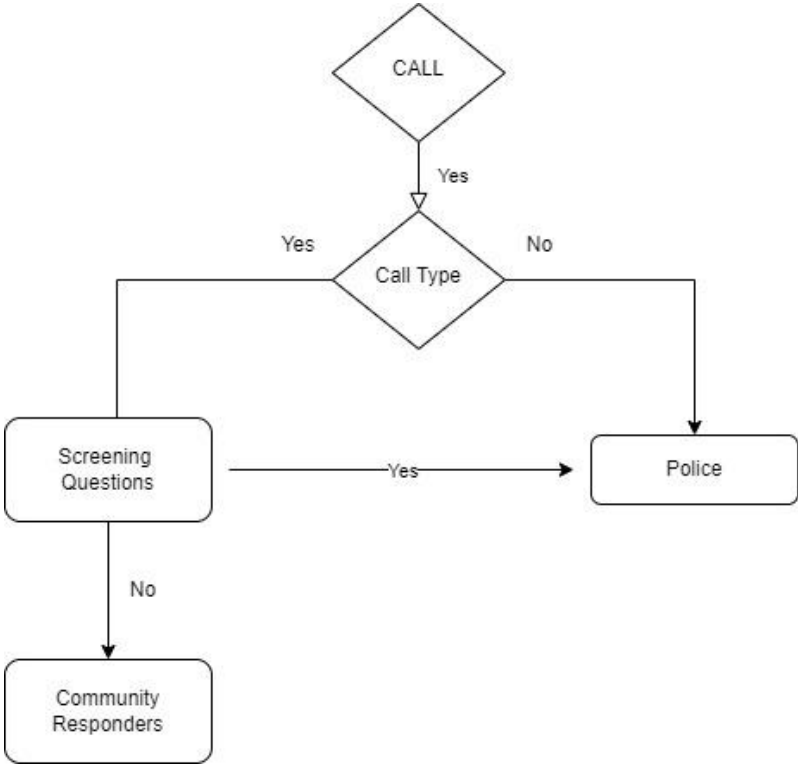 CALL
Yes
Yes
No
Call Type
Screening
Questions
Yes
Police
No
Community
Responders